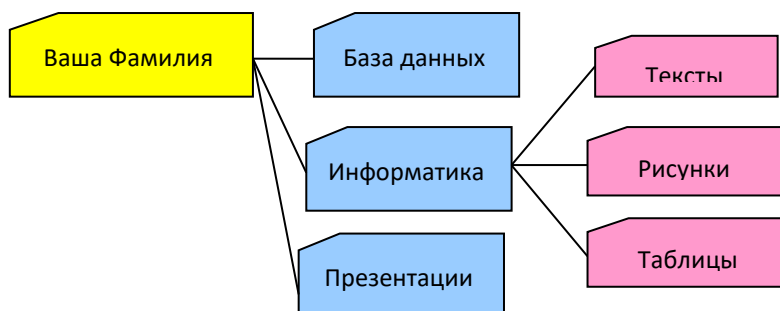 Ваша Фамилия
База данных
Информатика
Презентации
Тексты
Рисунки
Таблицы